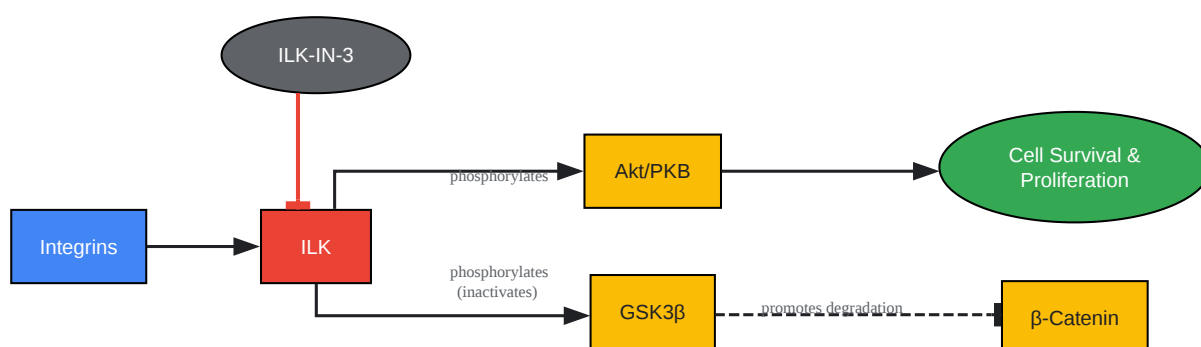 ILK-IN-3
Cell Survival &
Proliferation
phosphorylates
Akt/PKB
Integrins
ILK
phosphorylates
(inactivates)
GSK3β
promotes degradation
β-Catenin